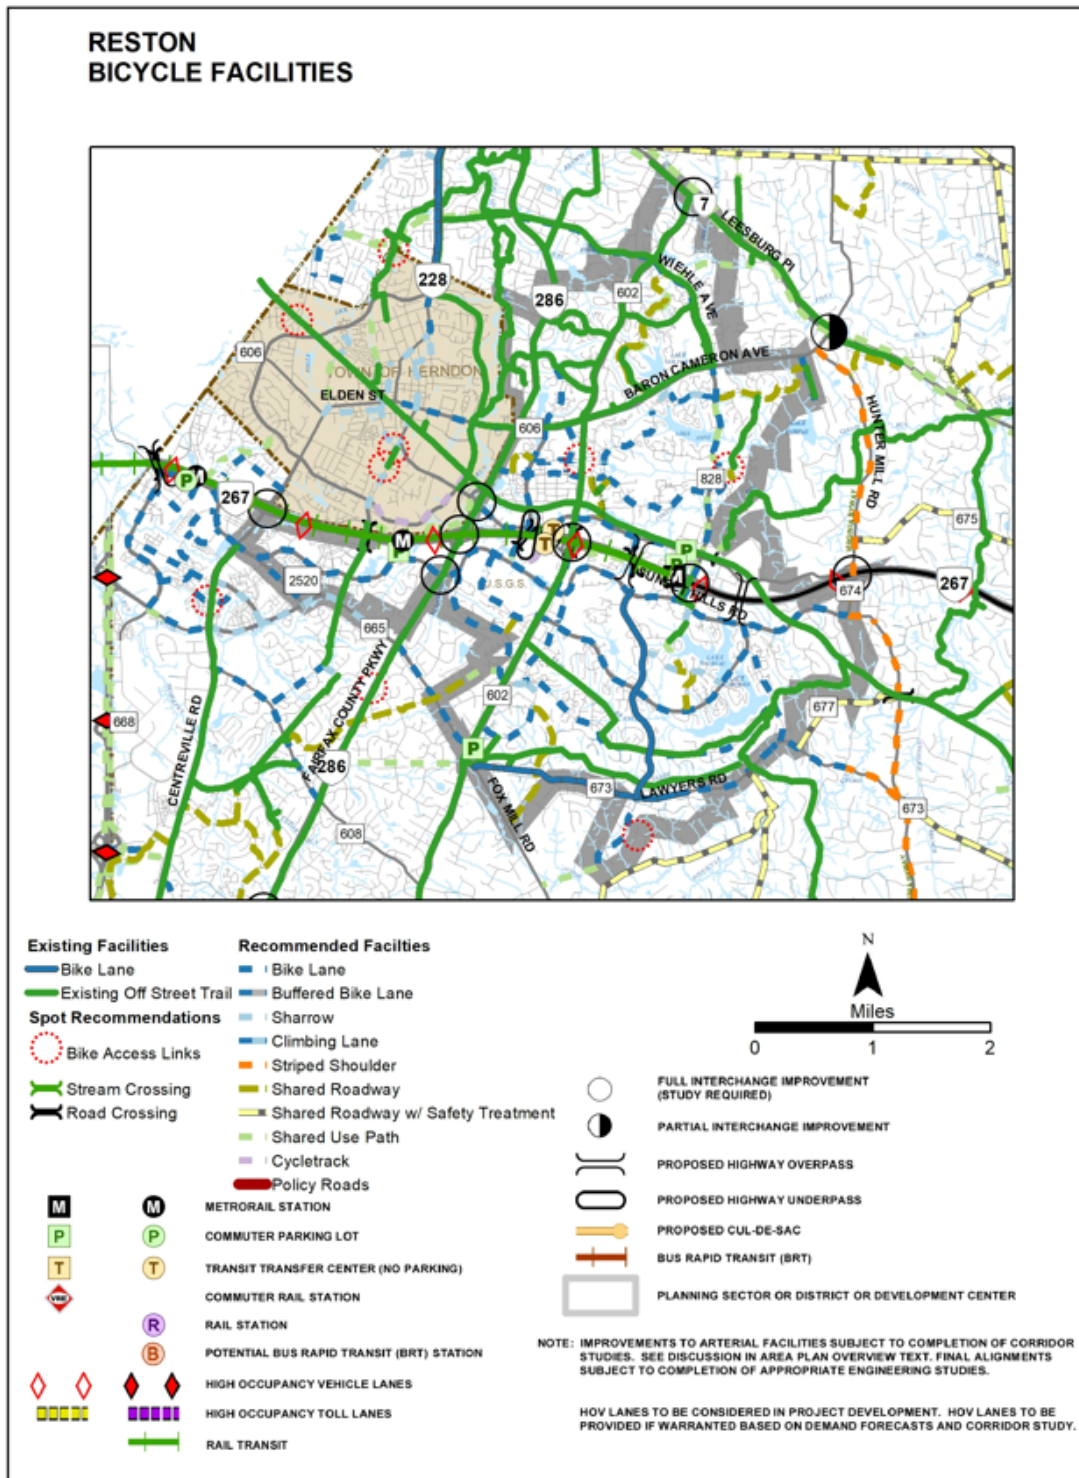 RESTON
BICYCLE FACILITIES
7
LEESBURG PI
WIEHLE AVE
228
286
602
606
TOWN OF HERNDON
BARON CAMERON AVE
ELDEN ST
606
HUNTER MILL RD
828
267
675
2520
U.S.G.S.
SUNSET HILLS RD
674
267
665
602
677
668
CENTREVILLE RD
FAIRFAX COUNTY PKWY
286
FOX MILL RD
673
LAWYERS RD
673
608
P
M
P
M
T
T
P
P
P
Existing Facilities
Bike Lane
Existing Off Street Trail
Spot Recommendations
Bike Access Links
Stream Crossing
Road Crossing
Recommended Facilties
Bike Lane
Buffered Bike Lane
Sharrow
Climbing Lane
Striped Shoulder
Shared Roadway
Shared Roadway w/ Safety Treatment
Shared Use Path
Cycletrack
Policy Roads
M M METRORAIL STATION
P P COMMUTER PARKING LOT
T T TRANSIT TRANSFER CENTER (NO PARKING)
VRE COMMUTER RAIL STATION
R RAIL STATION
B POTENTIAL BUS RAPID TRANSIT (BRT) STATION
HIGH OCCUPANCY VEHICLE LANES
HIGH OCCUPANCY TOLL LANES
RAIL TRANSIT
N
Miles
0 1 2
FULL INTERCHANGE IMPROVEMENT
(STUDY REQUIRED)
PARTIAL INTERCHANGE IMPROVEMENT
PROPOSED HIGHWAY OVERPASS
PROPOSED HIGHWAY UNDERPASS
PROPOSED CUL-DE-SAC
BUS RAPID TRANSIT (BRT)
PLANNING SECTOR OR DISTRICT OR DEVELOPMENT CENTER
NOTE: IMPROVEMENTS TO ARTERIAL FACILITIES SUBJECT TO COMPLETION OF CORRIDOR
STUDIES. SEE DISCUSSION IN AREA PLAN OVERVIEW TEXT. FINAL ALIGNMENTS
SUBJECT TO COMPLETION OF APPROPRIATE ENGINEERING STUDIES.
HOV LANES TO BE CONSIDERED IN PROJECT DEVELOPMENT. HOV LANES TO BE
PROVIDED IF WARRANTED BASED ON DEMAND FORECASTS AND CORRIDOR STUDY.